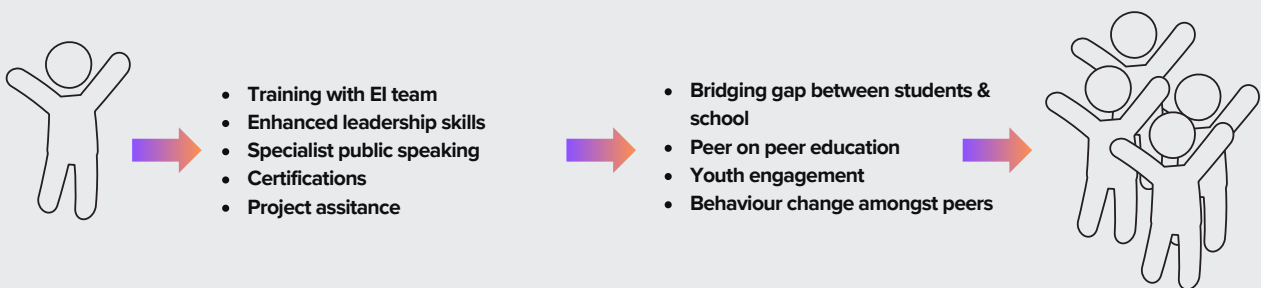 Training with EI team
Enhanced leadership skills
Specialist public speaking
Certifications
Project assitance
Bridging gap between students &
school
Peer on peer education
Youth engagement
Behaviour change amongst peers